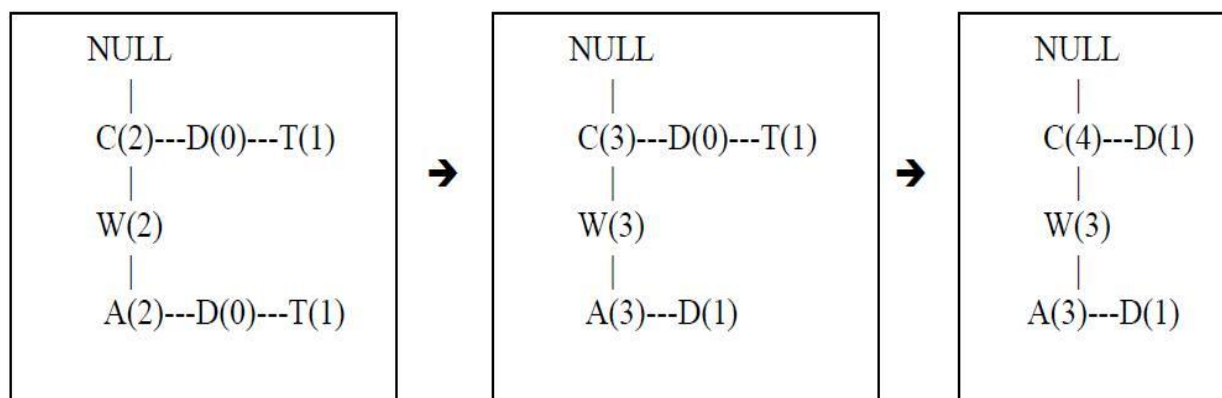 NULL
|
C(2)---D(0)---T(1)
|
W(2)
|
A(2)---D(0)---T(1)
➔
NULL
|
C(3)---D(0)---T(1)
|
W(3)
|
A(3)---D(1)
➔
NULL
|
C(4)---D(1)
|
W(3)
|
A(3)---D(1)